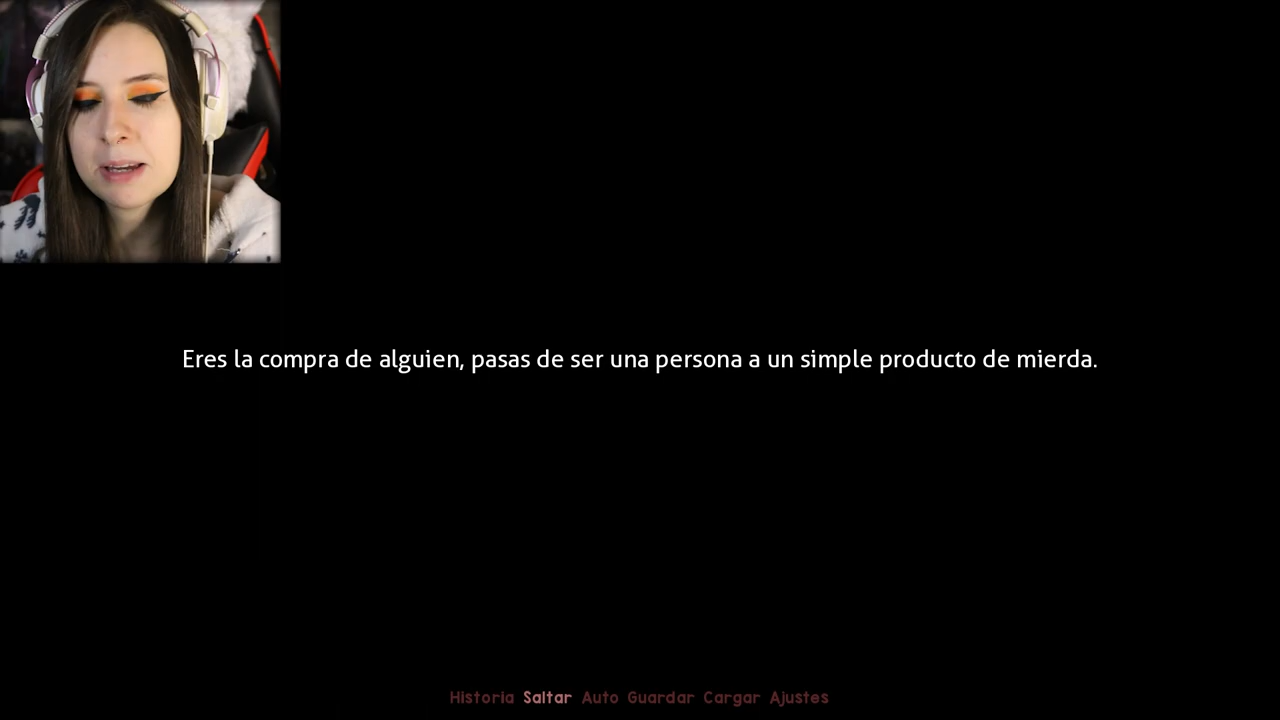 Eres la compra de alguien, pasas de ser una persona a un simple producto de mierda.
Historia Saltar Auto Guardar Cargar Ajustes